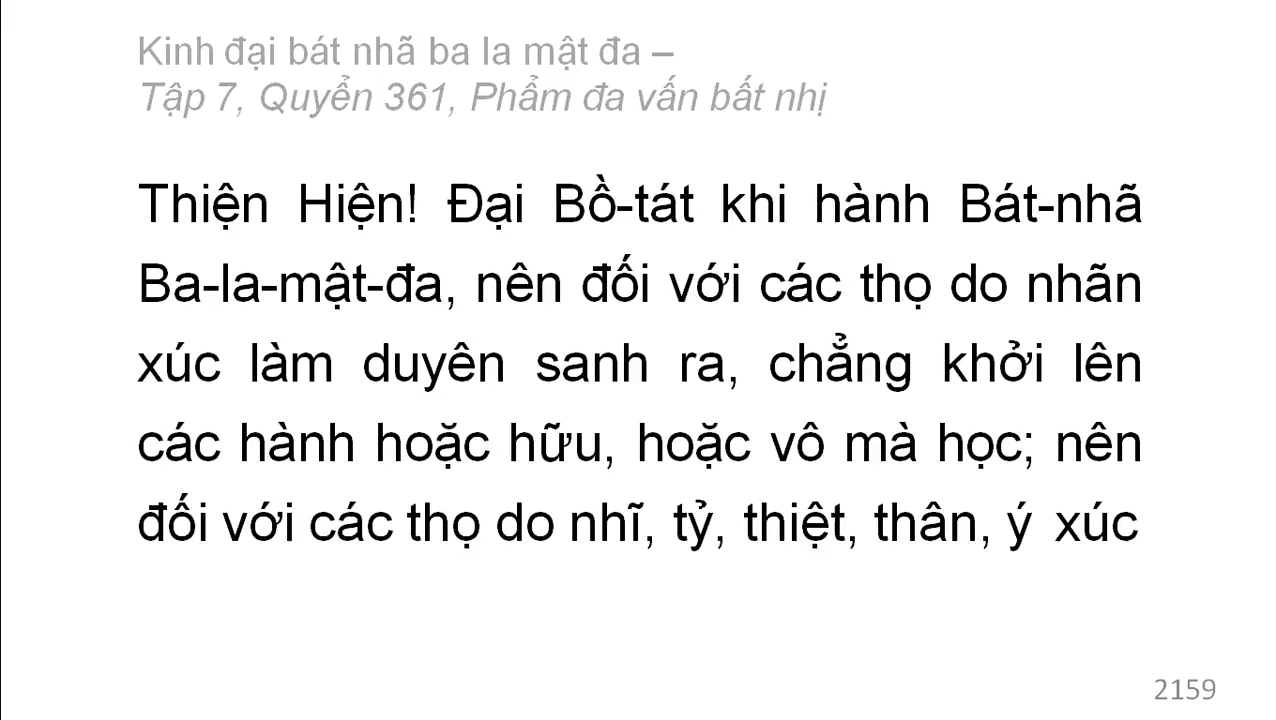 Kinh đại bát nhã ba la mật đa –
Tập 7, Quyển 361, Phẩm đa vấn bất nhị
Thiện Hiện! Đại Bồ-tát khi hành Bát-nhã
Ba-la-mật-đa, nên đối với các thọ do nhãn
xúc làm duyên sanh ra, chẳng khởi lên
các hành hoặc hữu, hoặc vô mà học; nên
đối với các thọ do nhĩ, tỷ, thiệt, thân, ý xúc
2159